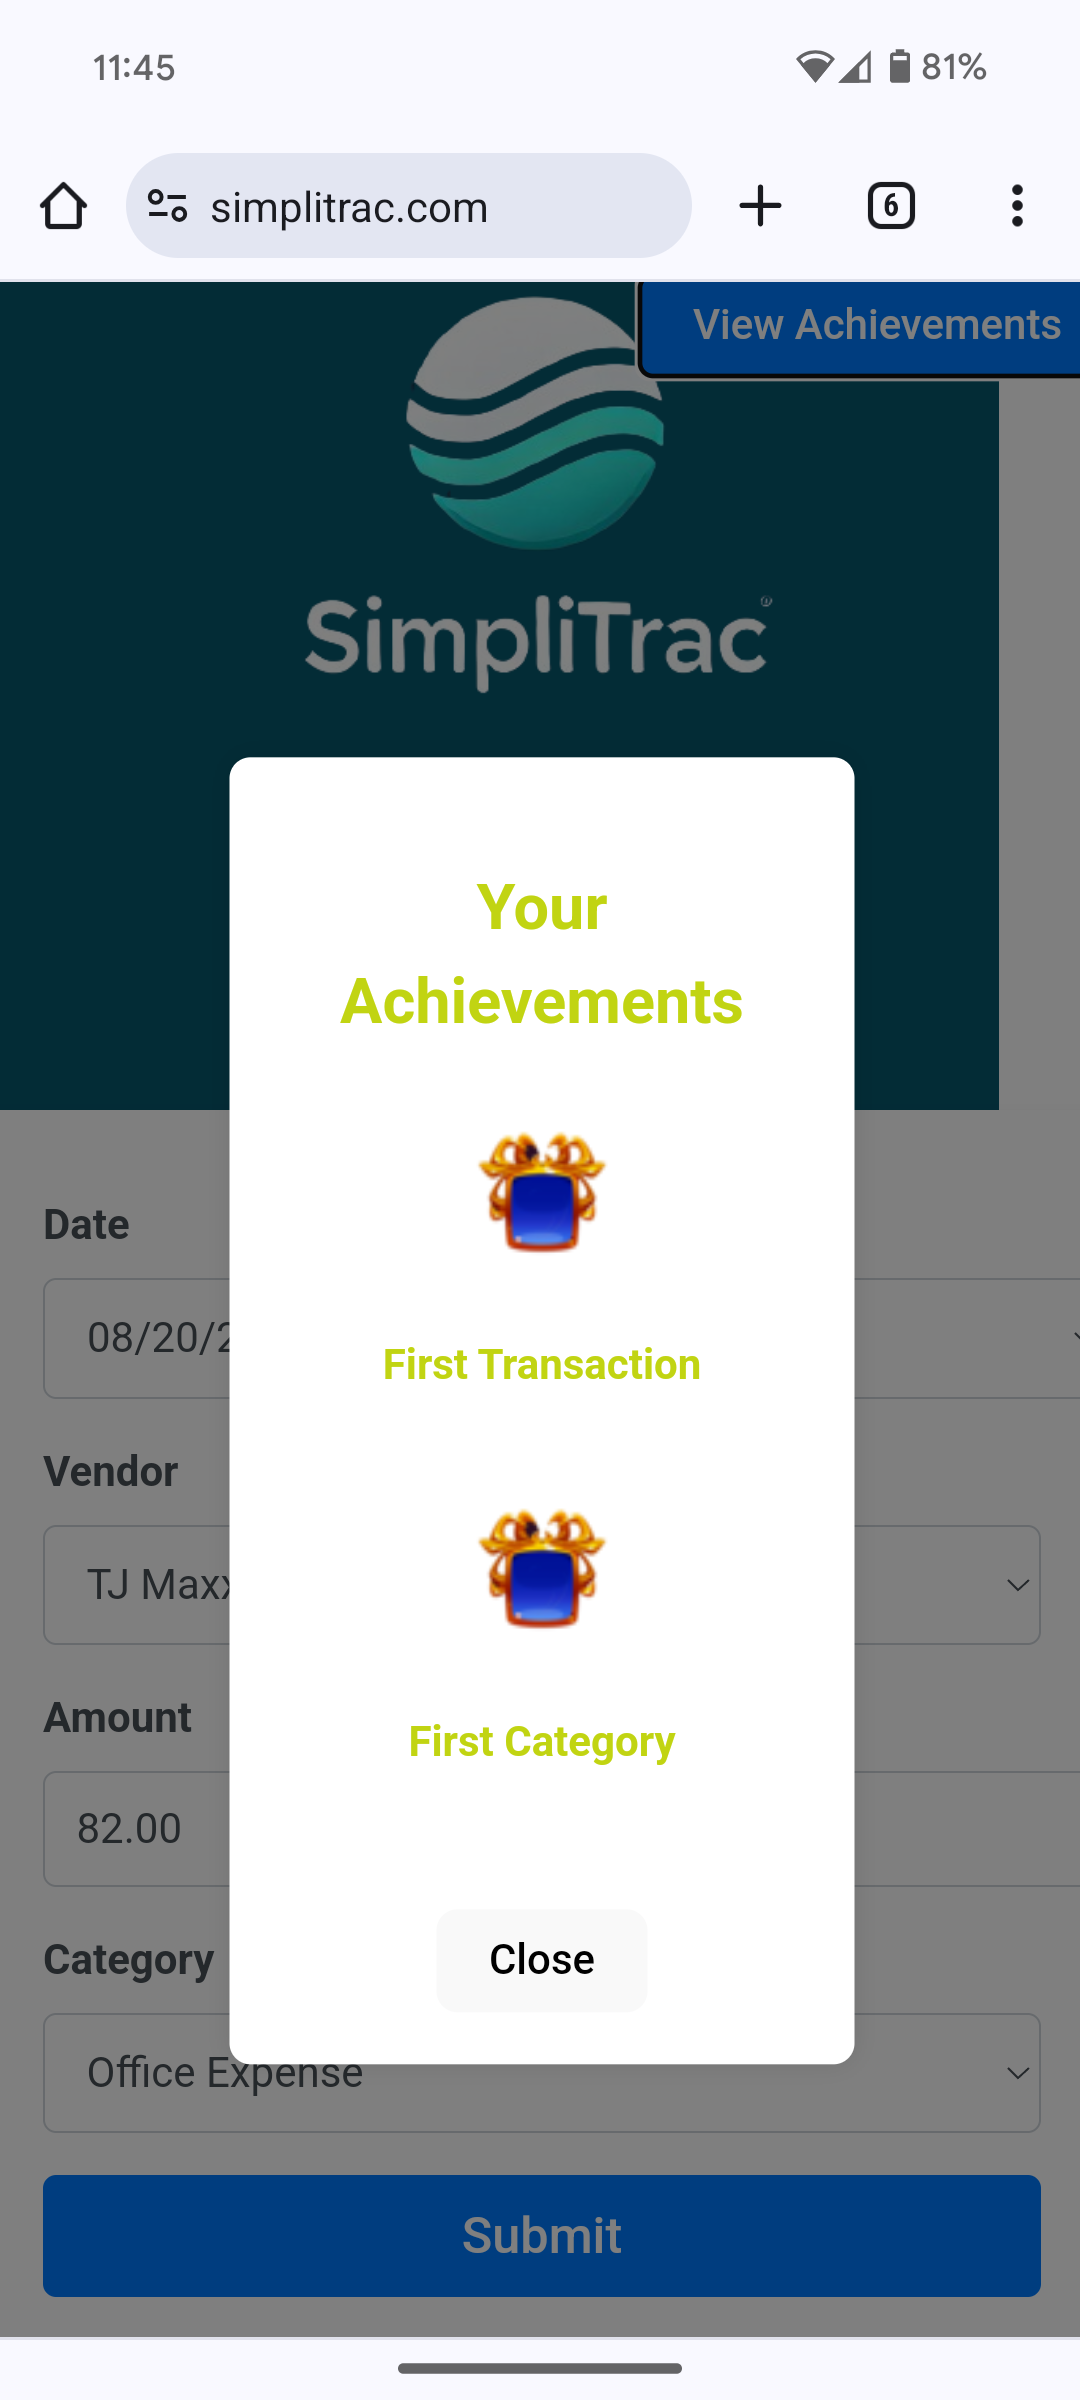 11:45
81%
simplitrac.com
6
View Achievements
SimpliTrac
Your
Achievements
First Transaction
First Category
Close
Date
08/20/2
Vendor
TJ Maxx
Amount
82.00
Category
Office Expense
Submit